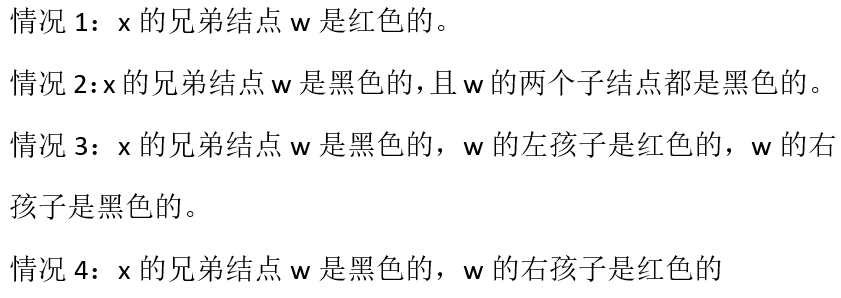 情况 1：x 的兄弟结点 w 是红色的。
情况 2:x 的兄弟结点 w 是黑色的,且 w 的两个子结点都是黑色的。
情况 3：x 的兄弟结点 w 是黑色的，w 的左孩子是红色的，w 的右
孩子是黑色的。
情况 4：x 的兄弟结点 w 是黑色的，w 的右孩子是红色的